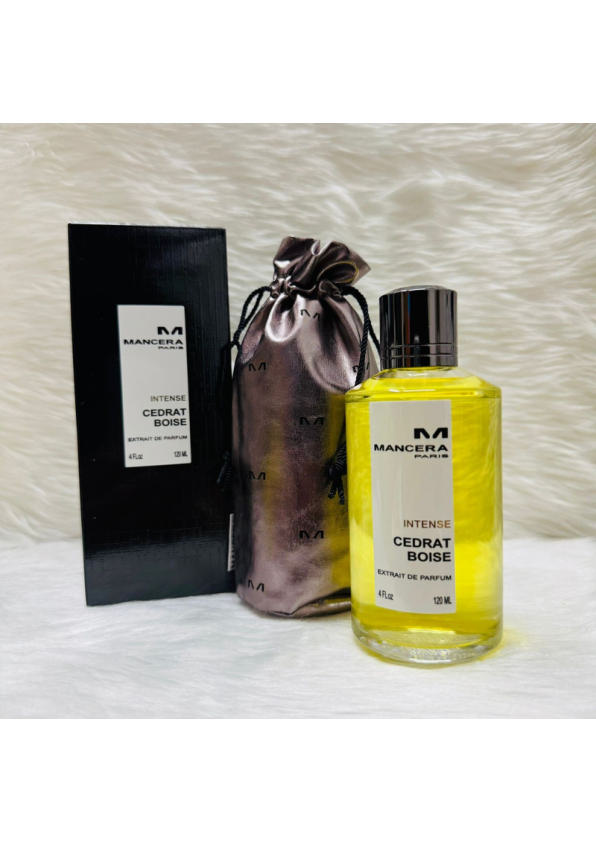 M
MANCERA
PARIS
INTENSE
CEDRAT
BOISE
EXTRAIT DE PARFUM
4 FL.oz 120 ML
M
M
M
M
M
M
M
MANCERA
PARIS
INTENSE
CEDRAT
BOISE
EXTRAIT DE PARFUM
4 FL.oz 120 ML